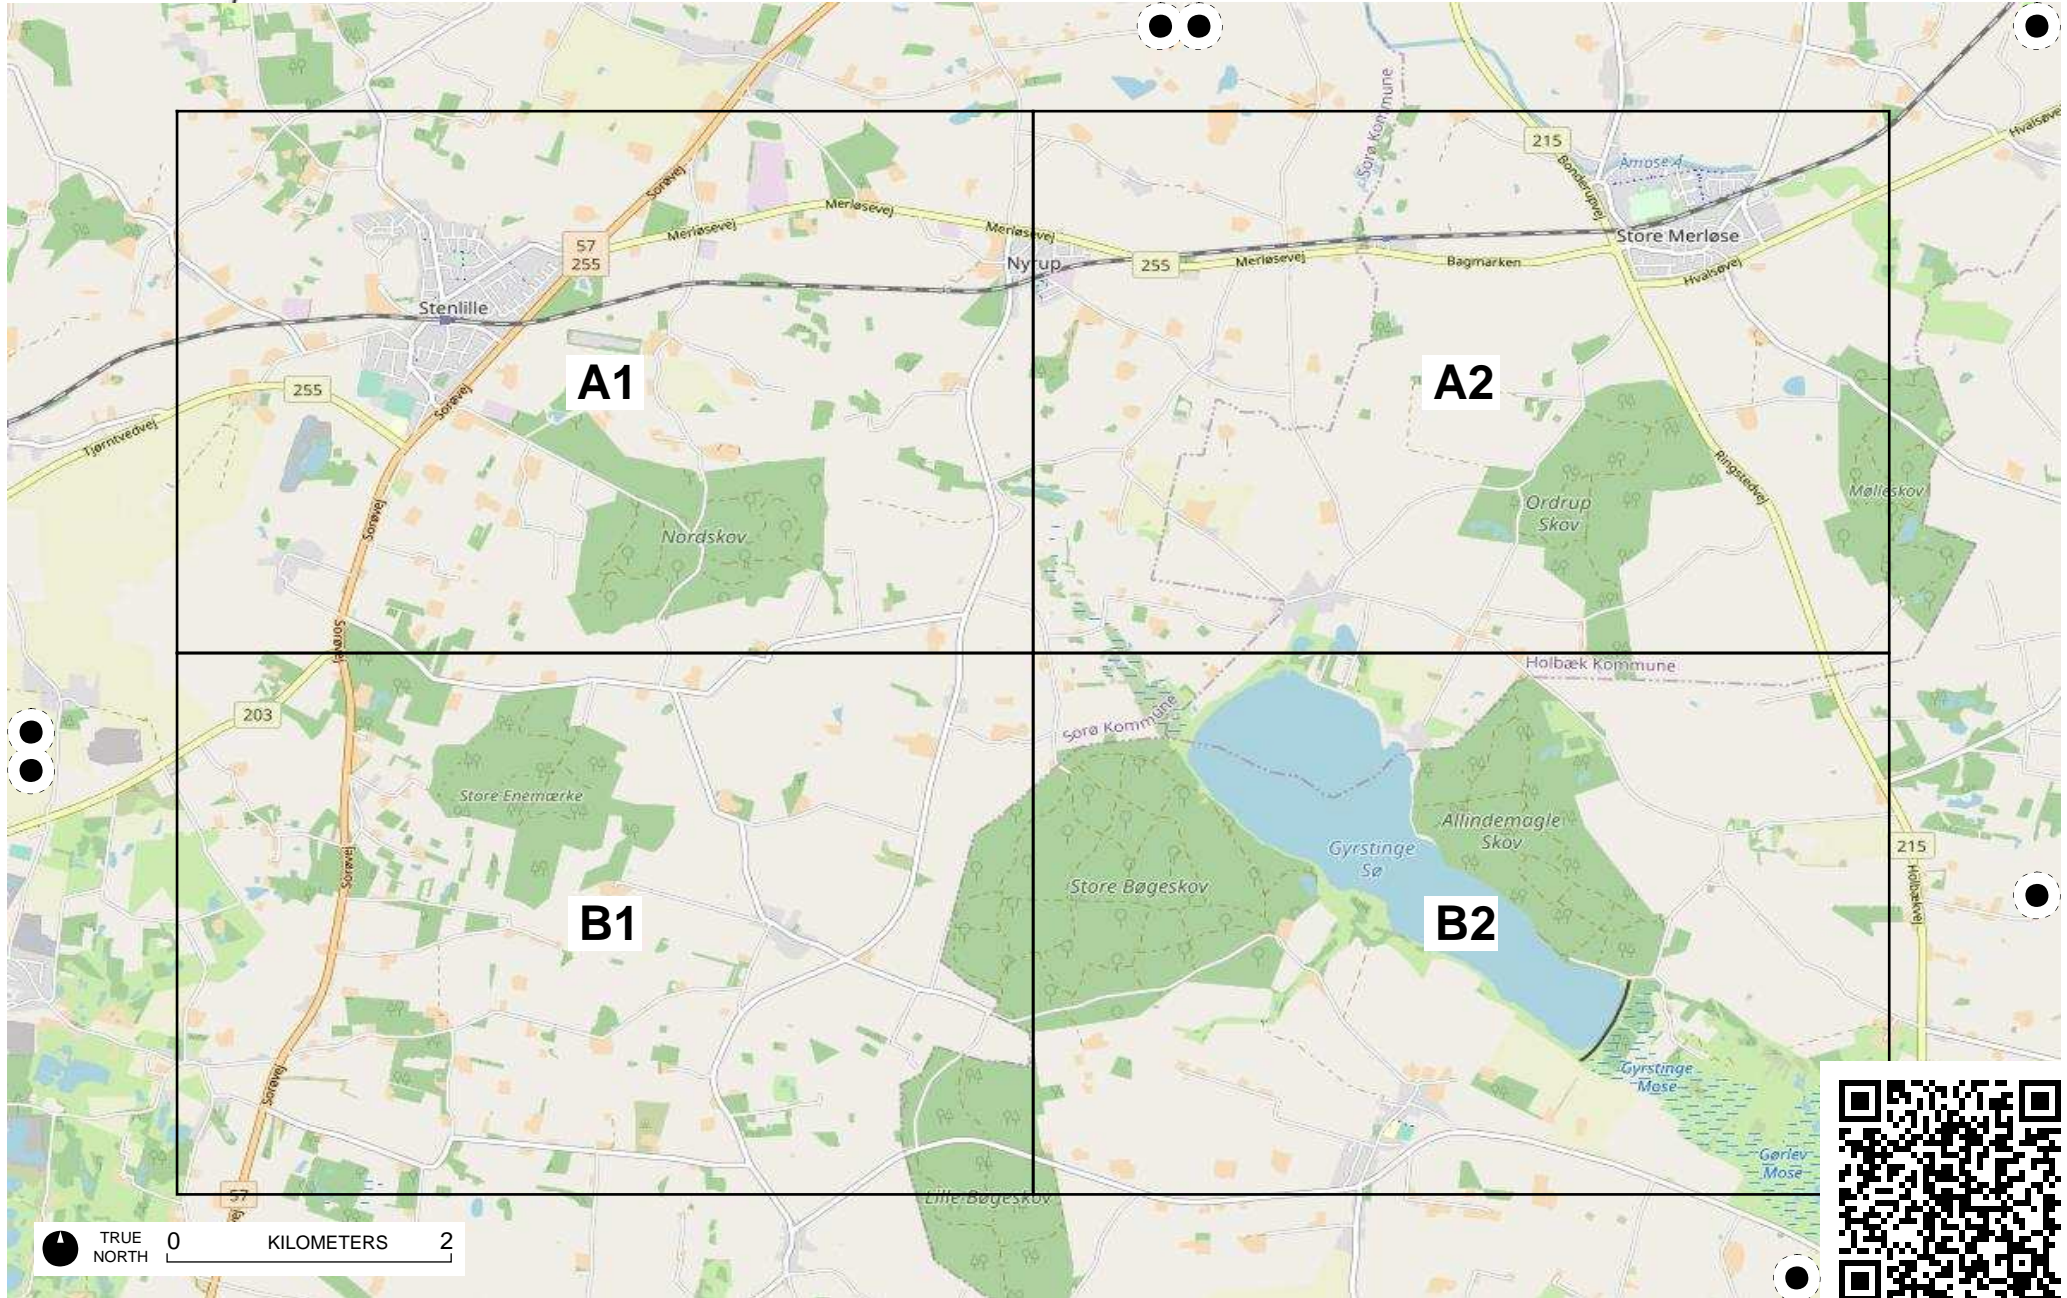 Sorø Kommune
215
Hvalsøvej
Åmose Å
Bonderupvej
Sorøvej
Merløsevej
Merløsevej
Merløsevej
57
255
Nyrup
255
Merløsevej
Bagmarken
Store Merløse
Hvalsøvej
Stenlille
255
Sorøvej
Tjørntvedvej
A1
A2
Ringstedvej
Mølleskov
Ordrup
Skov
Nordskov
Sorøvej
Sorøvej
Holbæk Kommune
203
Sorø Kommune
Store Enemærke
Allindemagle
Skov
Gyrstinge
Sø
215
Sorøvej
Store Bøgeskov
Holbækvej
B1
B2
Gyrstinge
Mose
Sorøvej
Gørlev
Mose
57
Lille Bøgeskov
TRUE
NORTH
0 KILOMETERS 2